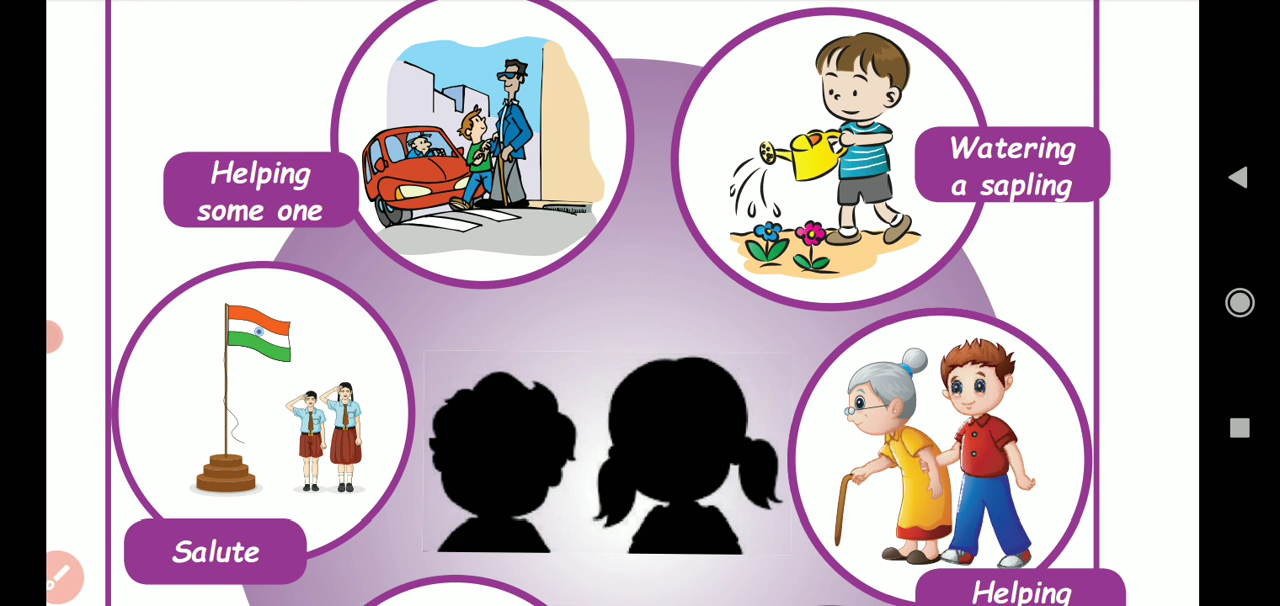 Helping
some one
Watering
a sapling
Salute
Helping